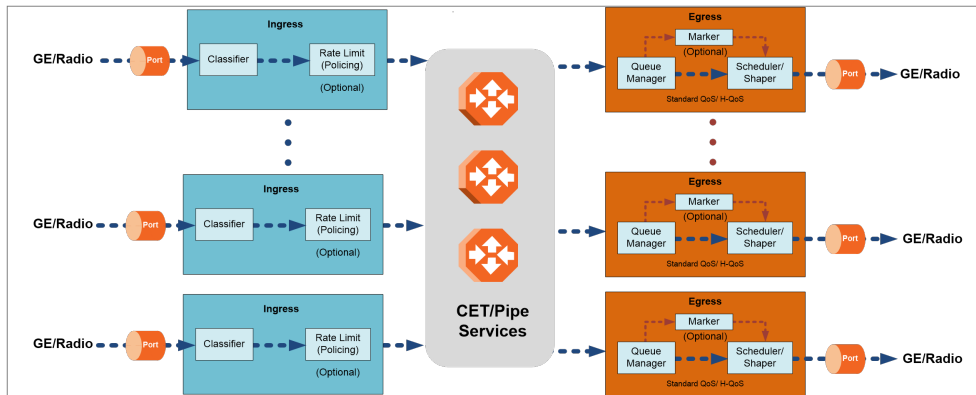 Ingress
GE/Radio
Port
Classifier
Rate Limit
(Policing)
(Optional)
Ingress
GE/Radio
Port
Classifier
Rate Limit
(Policing)
(Optional)
Ingress
GE/Radio
Port
Classifier
Rate Limit
(Policing)
(Optional)
CET/Pipe
Services
Egress
Marker
(Optional)
Queue
Manager
Scheduler/
Shaper
Standard QoS/ H-QoS
Port
GE/Radio
Egress
Marker
(Optional)
Queue
Manager
Scheduler/
Shaper
Standard QoS/ H-QoS
Port
GE/Radio
Egress
Marker
(Optional)
Queue
Manager
Scheduler/
Shaper
Standard QoS/ H-QoS
Port
GE/Radio